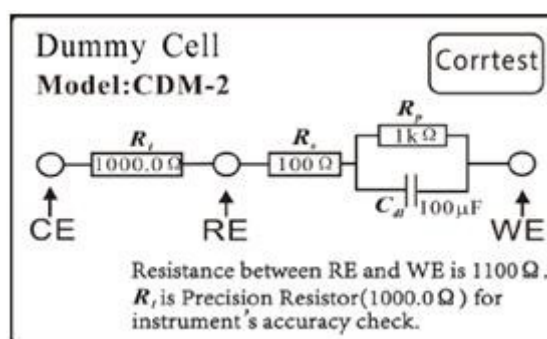 Dummy Cell
Corrtest
Model:CDM-2
Rt
1000.0Ω
Rs
100Ω
Rp
1kΩ
Cdl
100μF
CE
RE
WE
Resistance between RE and WE is 1100Ω.
Rt is Precision Resistor(1000.0Ω) for
instrument's accuracy check.